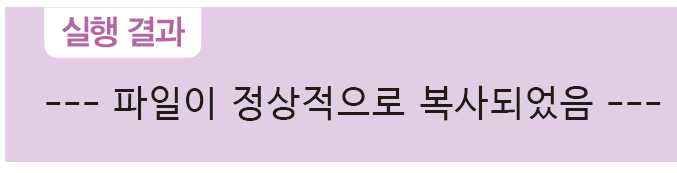 실행 결과
--- 파일이 정상적으로 복사되었음 ---